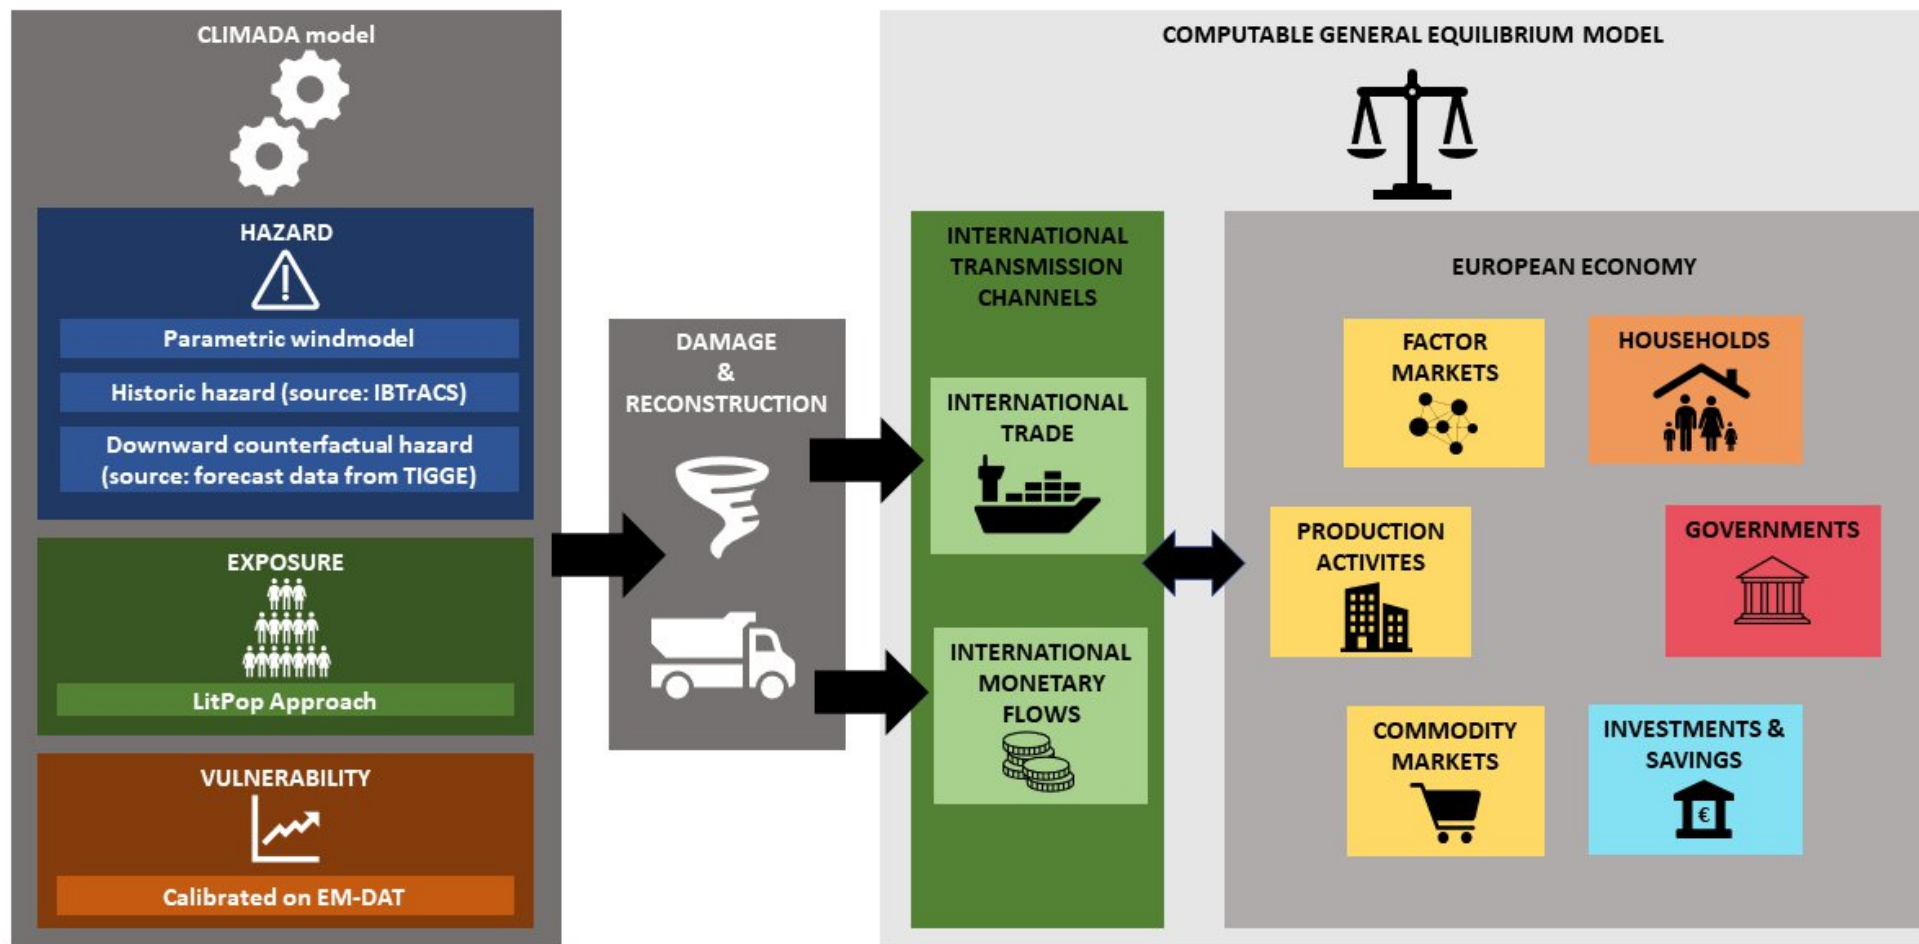 CLIMADA model
HAZARD
Parametric windmodel
Historic hazard (source: IBTrACS)
Downward counterfactual hazard
(source: forecast data from TIGGE)
EXPOSURE
LitPop Approach
VULNERABILITY
Calibrated on EM-DAT
DAMAGE
&
RECONSTRUCTION
COMPUTABLE GENERAL EQUILIBRIUM MODEL
INTERNATIONAL
TRANSMISSION
CHANNELS
INTERNATIONAL
TRADE
INTERNATIONAL
MONETARY
FLOWS
EUROPEAN ECONOMY
FACTOR
MARKETS
HOUSEHOLDS
PRODUCTION
ACTIVITES
GOVERNMENTS
COMMODITY
MARKETS
INVESTMENTS &
SAVINGS
€